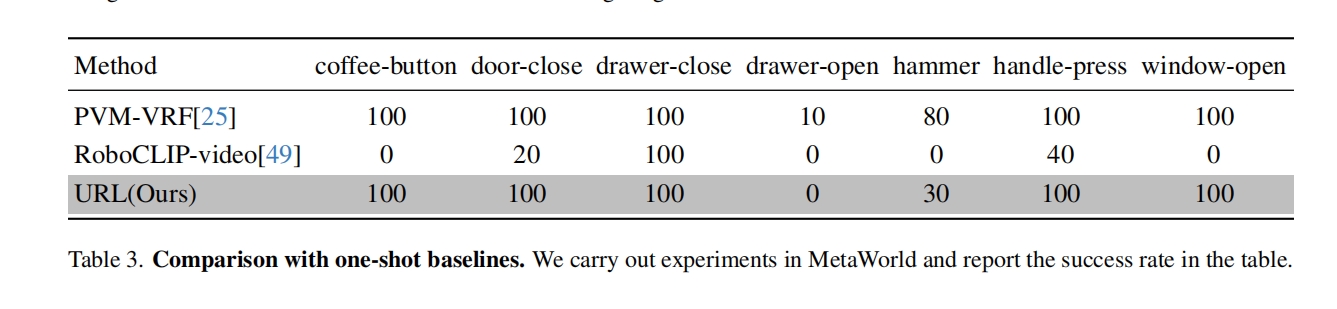 Method coffee-button door-close drawer-close drawer-open hammer handle-press window-open
PVM-VRF[25] 100 100 100 10 80 100 100
RoboCLIP-video[49] 0 20 100 0 0 40 0
URL(Ours) 100 100 100 0 30 100 100
Table 3. Comparison with one-shot baselines. We carry out experiments in MetaWorld and report the success rate in the table.